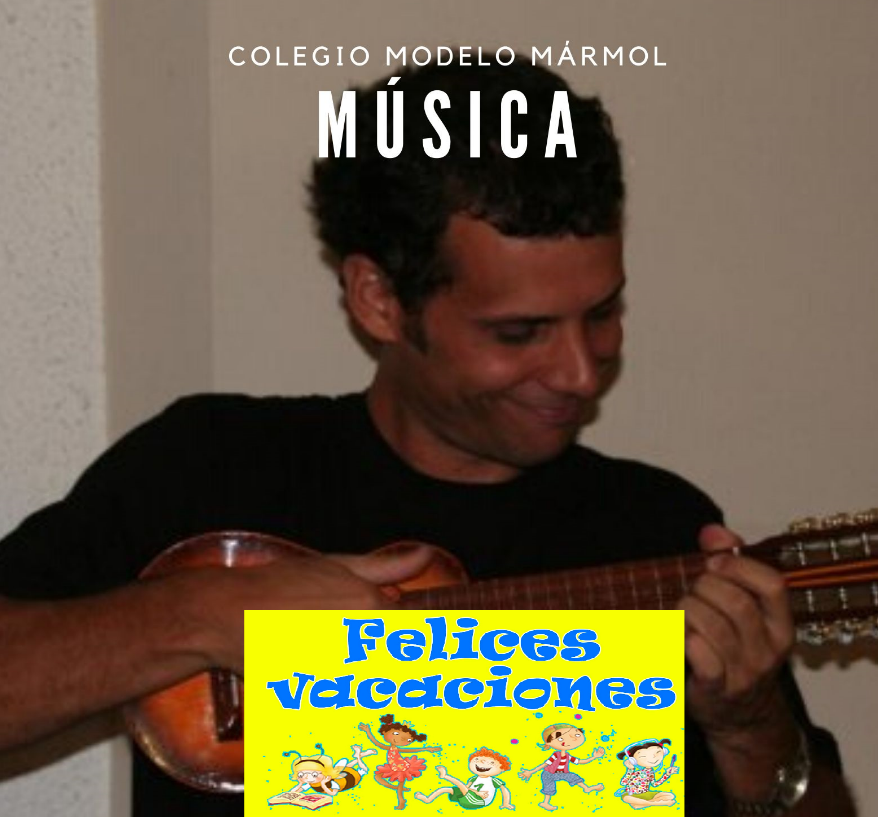 COLEGIO MODELO MÁRMOL
MÚSICA
Felices
vacaciones